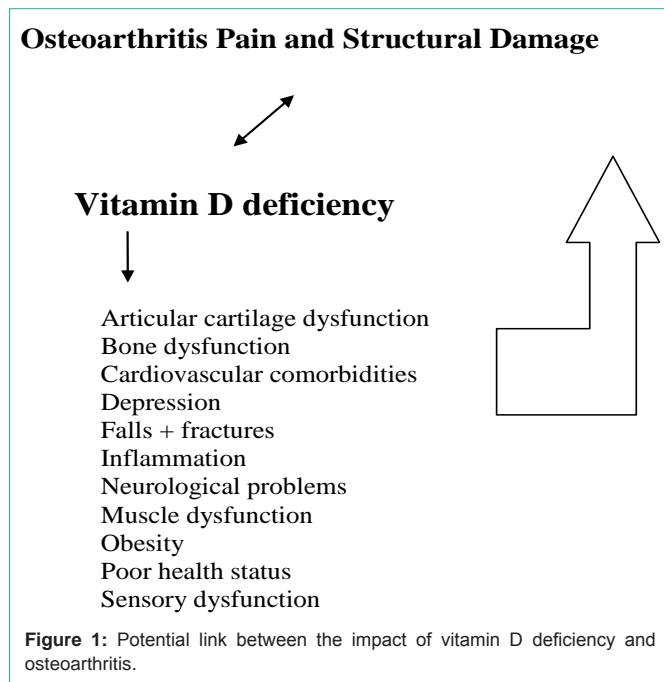 Osteoarthritis Pain and Structural Damage
Vitamin D deficiency
Articular cartilage dysfunction
Bone dysfunction
Cardiovascular comorbidities
Depression
Falls + fractures
Inflammation
Neurological problems
Muscle dysfunction
Obesity
Poor health status
Sensory dysfunction
Figure 1: Potential link between the impact of vitamin D deficiency and
osteoarthritis.